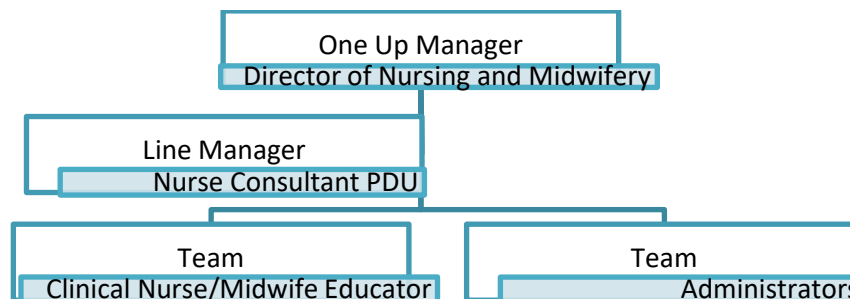 One Up Manager
Director of Nursing and Midwifery
Line Manager
Nurse Consultant PDU
Team
Clinical Nurse/Midwife Educator
Team
Administrators